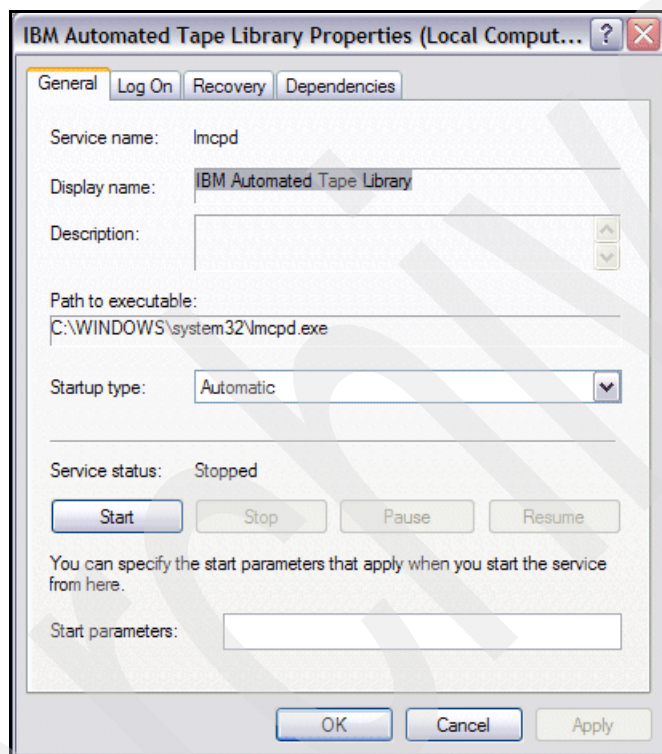 IBM Automated Tape Library Properties (Local Comput...
General Log On Recovery Dependencies
Service name: lmcpd
Display name: IBM Automated Tape Library
Description:
Path to executable:
C:\WINDOWS\system32\lmcpd.exe
Startup type: Automatic
Service status: Stopped
Start Stop Pause Resume
You can specify the start parameters that apply when you start the service
from here.
Start parameters:
OK Cancel Apply